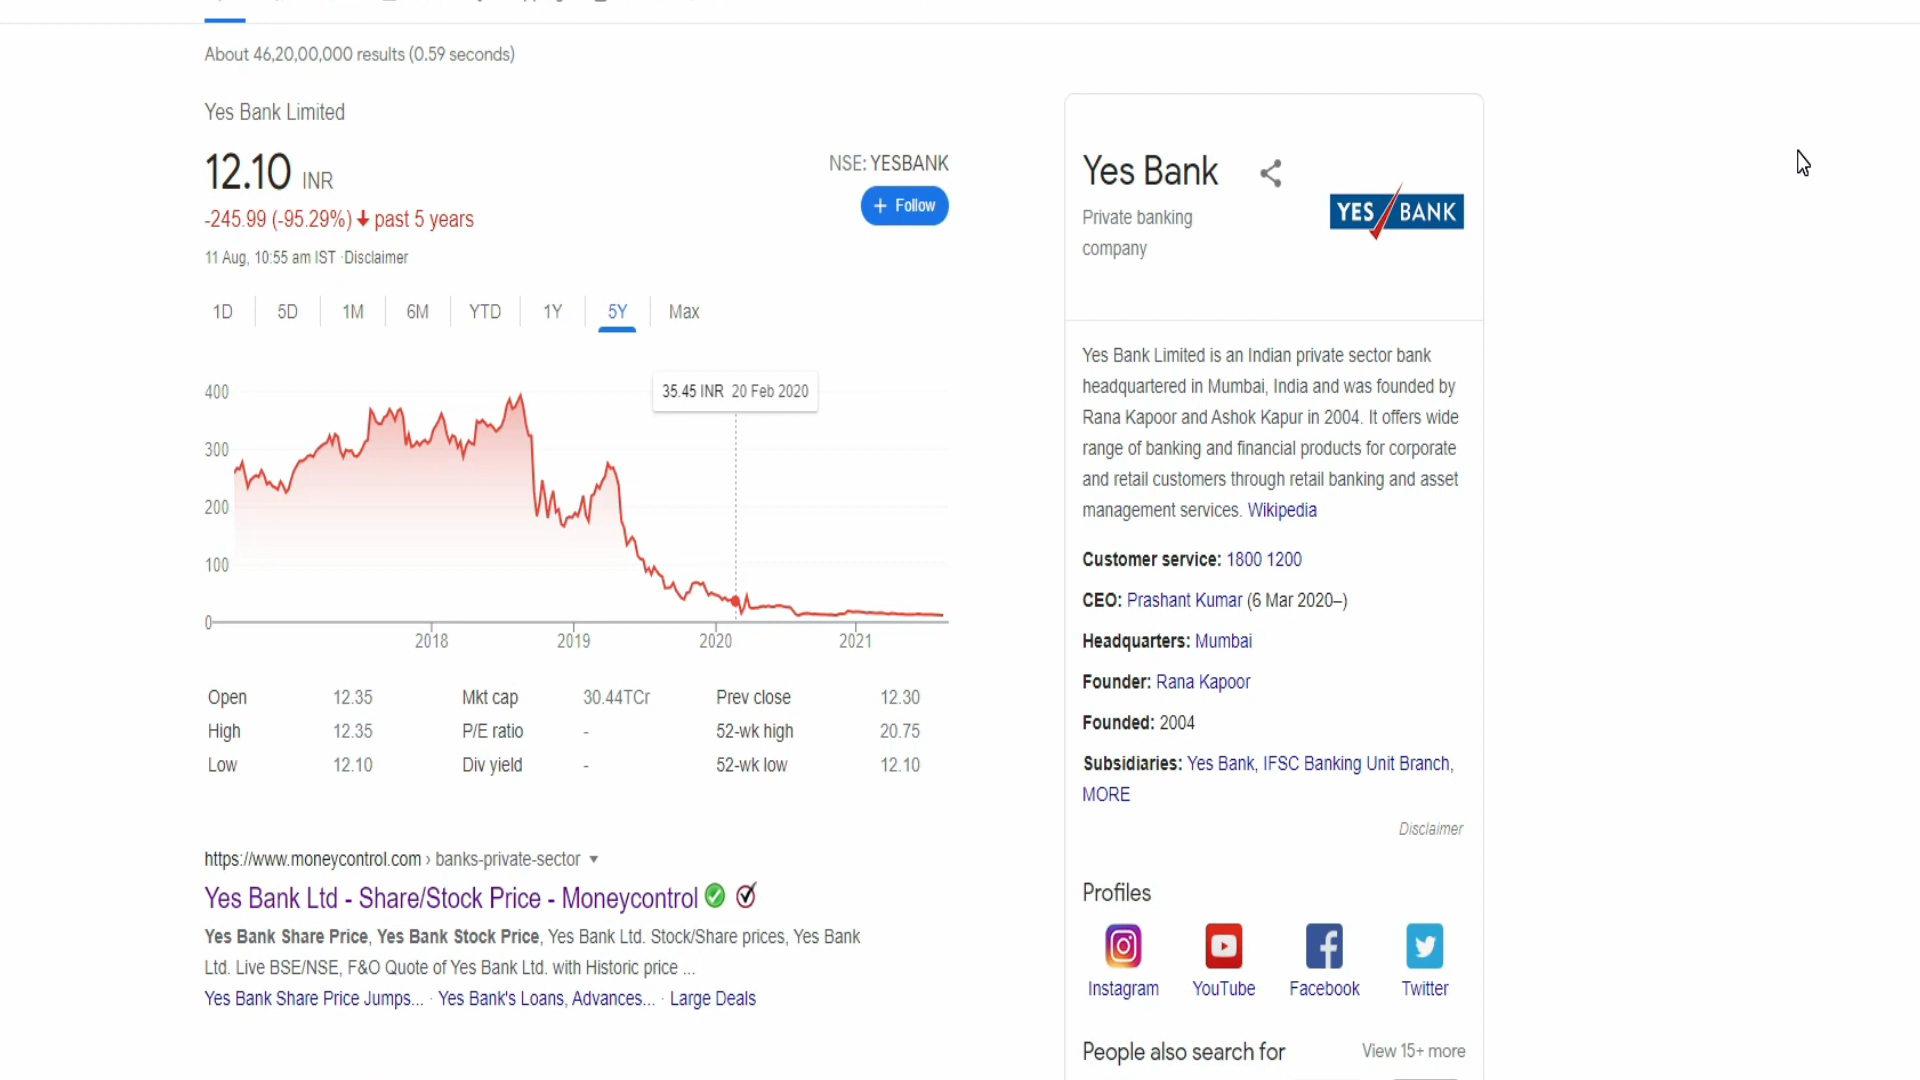 About 46,20,00,000 results (0.59 seconds)
Yes Bank Limited
12.10 INR
-245.99 (-95.29%) past 5 years
11 Aug, 10:55 am IST · Disclaimer
NSE: YESBANK
+ Follow
1D 5D 1M 6M YTD 1Y 5Y Max
35.45 INR 20 Feb 2020
400
300
200
100
0
2018 2019 2020 2021
Open 12.35 Mkt cap 30.44TCr Prev close 12.30
High 12.35 P/E ratio - 52-wk high 20.75
Low 12.10 Div yield - 52-wk low 12.10
https://www.moneycontrol.com › banks-private-sector
Yes Bank Ltd - Share/Stock Price - Moneycontrol
Yes Bank Share Price, Yes Bank Stock Price, Yes Bank Ltd. Stock/Share prices, Yes Bank
Ltd. Live BSE/NSE, F&O Quote of Yes Bank Ltd. with Historic price ...
Yes Bank Share Price Jumps... · Yes Bank's Loans, Advances... · Large Deals
Yes Bank
Private banking
company
YES BANK
Yes Bank Limited is an Indian private sector bank
headquartered in Mumbai, India and was founded by
Rana Kapoor and Ashok Kapur in 2004. It offers wide
range of banking and financial products for corporate
and retail customers through retail banking and asset
management services. Wikipedia
Customer service: 1800 1200
CEO: Prashant Kumar (6 Mar 2020–)
Headquarters: Mumbai
Founder: Rana Kapoor
Founded: 2004
Subsidiaries: Yes Bank, IFSC Banking Unit Branch,
MORE
Disclaimer
Profiles
Instagram YouTube Facebook Twitter
People also search for View 15+ more